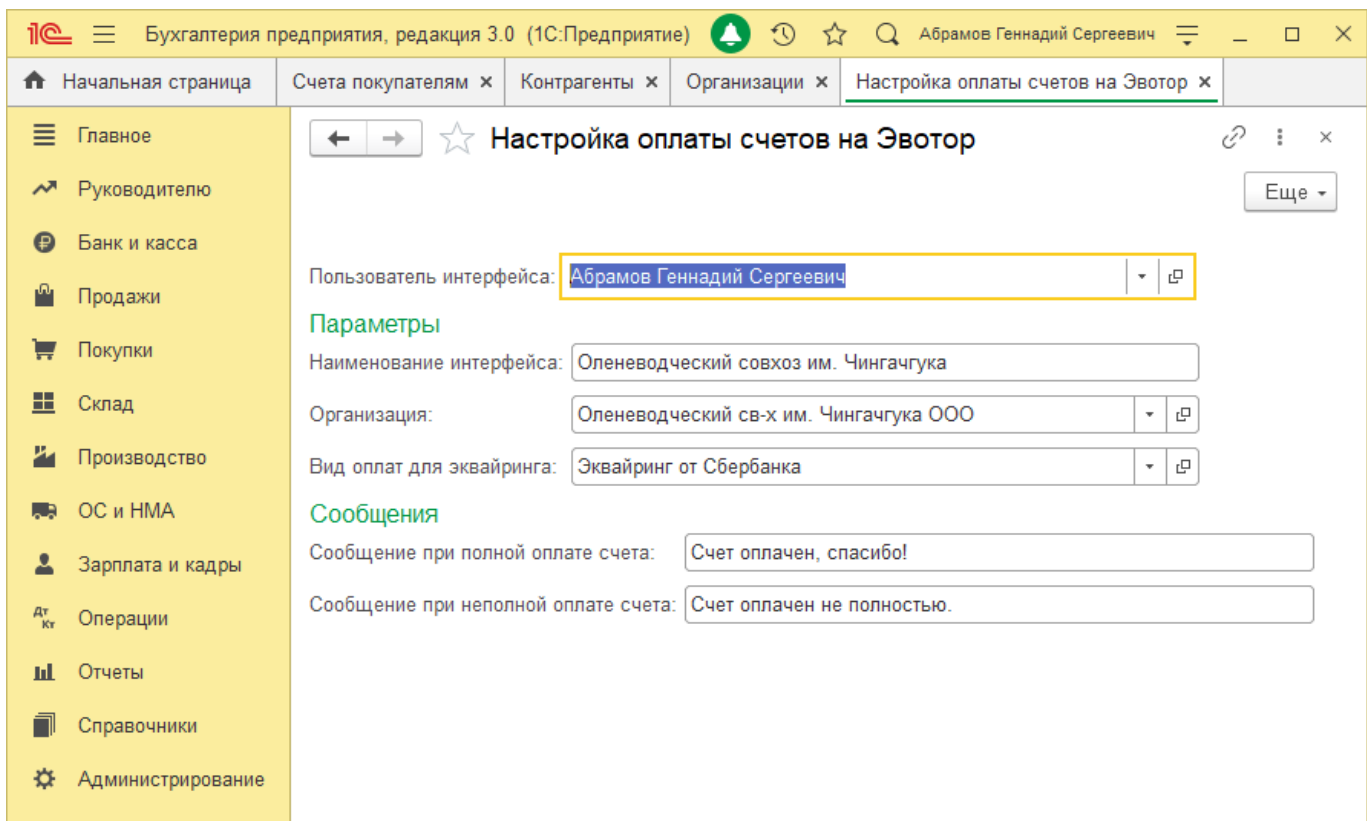 1С Бухгалтерия предприятия, редакция 3.0 (1С:Предприятие) Абрамов Геннадий Сергеевич
Начальная страница Счета покупателям × Контрагенты × Организации × Настройка оплаты счетов на Эвотор ×
Главное
Руководителю
Банк и касса
Продажи
Покупки
Склад
Производство
ОС и НМА
Зарплата и кадры
Дт Кт Операции
Отчеты
Справочники
Администрирование
Настройка оплаты счетов на Эвотор
Еще
Пользователь интерфейса: Абрамов Геннадий Сергеевич
Параметры
Наименование интерфейса: Оленеводческий совхоз им. Чингачгука
Организация: Оленеводческий св-х им. Чингачгука ООО
Вид оплат для эквайринга: Эквайринг от Сбербанка
Сообщения
Сообщение при полной оплате счета: Счет оплачен, спасибо!
Сообщение при неполной оплате счета: Счет оплачен не полностью.